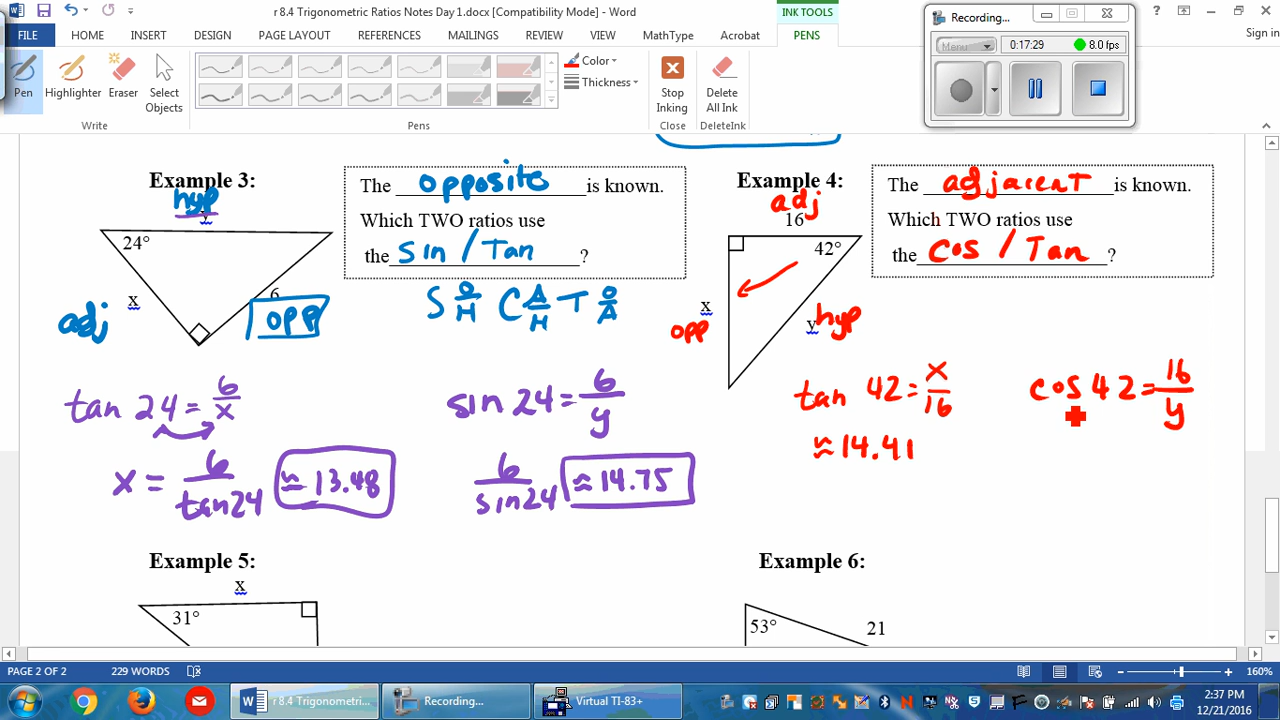 r 8.4 Trigonometric Ratios Notes Day 1.docx [Compatibility Mode] - Word
INK TOOLS
FILE HOME INSERT DESIGN PAGE LAYOUT REFERENCES MAILINGS REVIEW VIEW MathType Acrobat PENS
Sign in
Recording...
Menu
0:17:29
8.0 fps
Pen Highlighter Eraser Select Objects
Color
Thickness
Stop Inking
Delete All Ink
Write Pens Close DeleteInk
Example 3:
hyp
y
24°
x
adj
6
opp
The opposite is known.
Which TWO ratios use
the sin / Tan ?
S O/H C A/H T O/A
tan 24 = 6/x
x = 6/tan24 ≈ 13.48
sin 24 = 6/y
6/sin24 ≈ 14.75
Example 4:
adj
16
42°
x
opp
y
hyp
The adjacent is known.
Which TWO ratios use
the cos / Tan ?
tan 42 = x/16
≈ 14.41
cos 42 = 16/y
Example 5:
x
31°
Example 6:
53°
21
PAGE 2 OF 2 229 WORDS
160%
r 8.4 Trigonometri...
Recording...
Virtual TI-83+
2:37 PM
12/21/2016